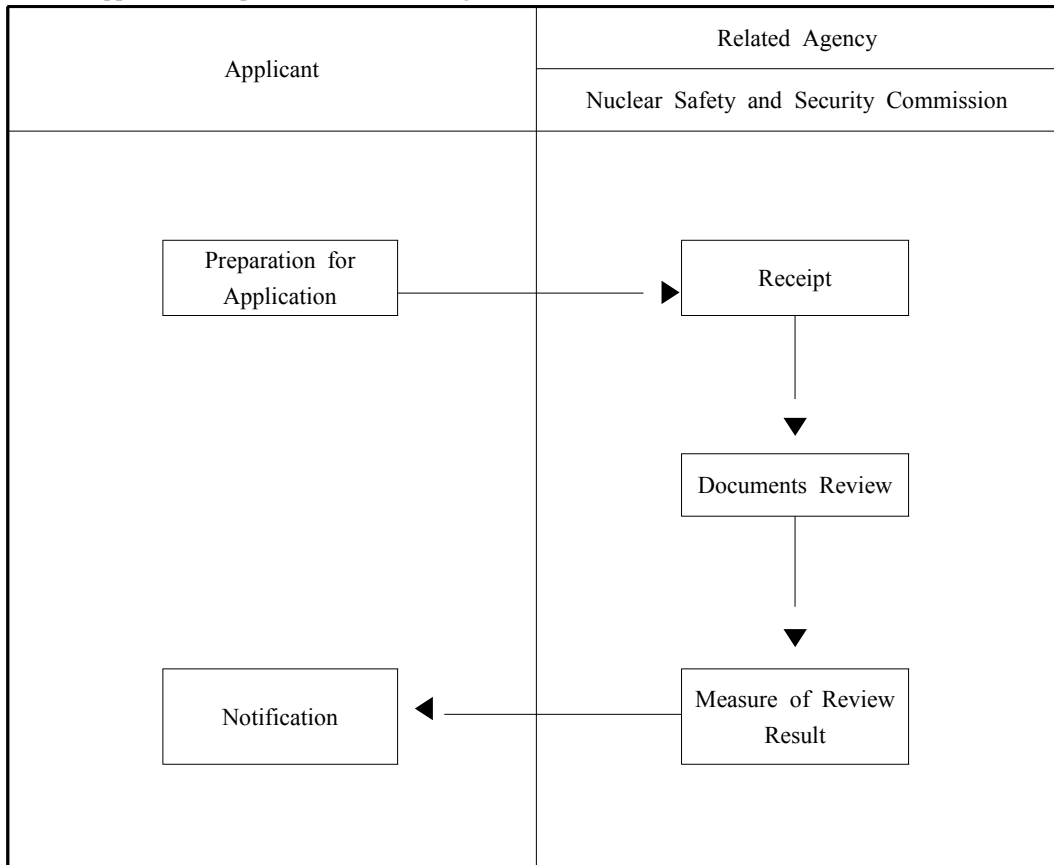 Applicant
Related Agency
Nuclear Safety and Security Commission
Preparation for
Application
Receipt
Documents Review
Measure of Review
Result
Notification